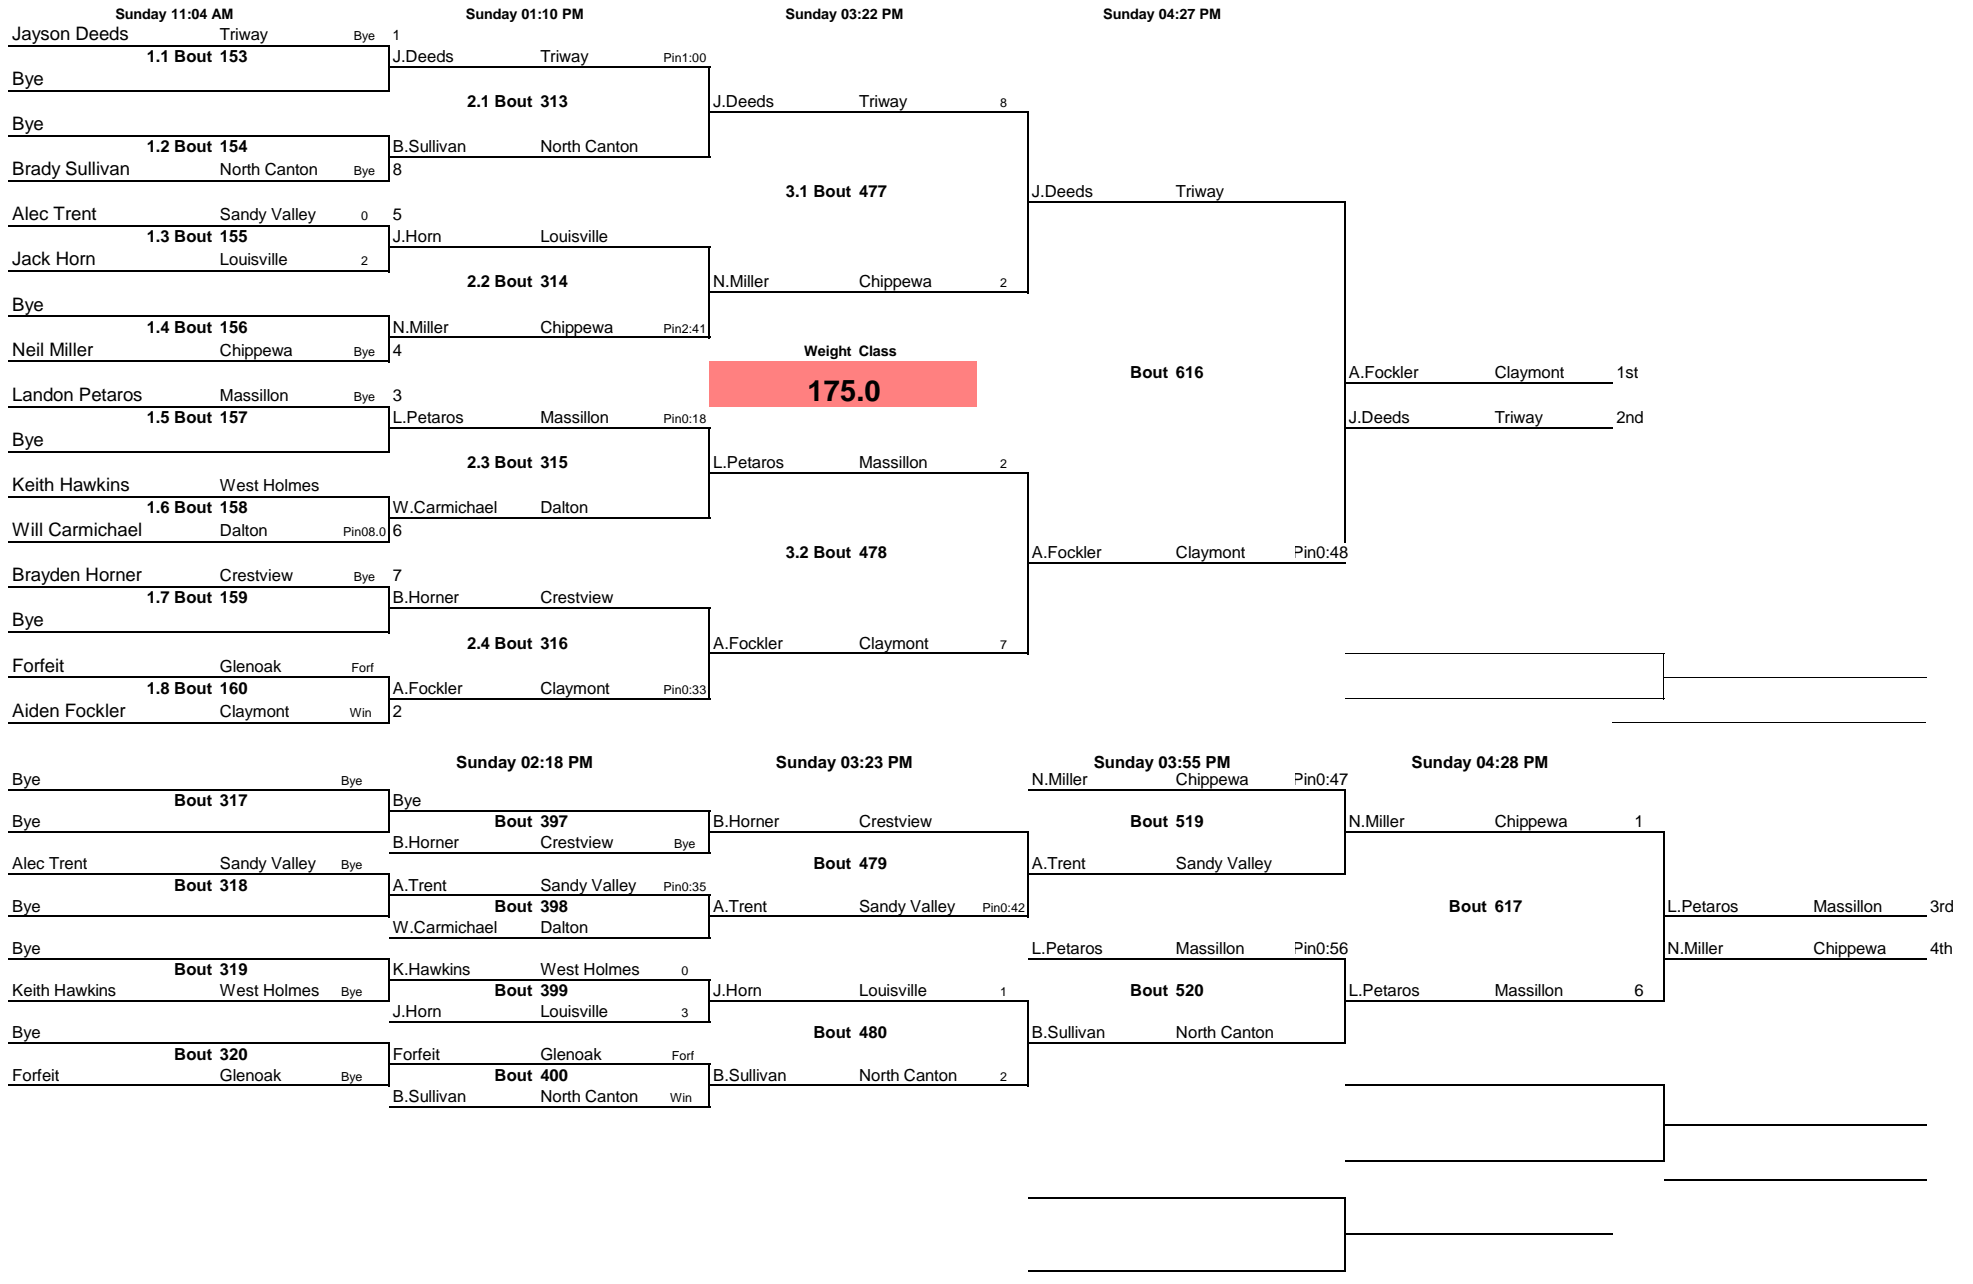 Sunday 11:04 AM Sunday 01:10 PM Sunday 03:22 PM Sunday 04:27 PM
Jayson Deeds Triway Bye 1
1.1 Bout 153 J.Deeds Triway Pin1:00
Bye
2.1 Bout 313 J.Deeds Triway 8
Bye
1.2 Bout 154 B.Sullivan North Canton
Brady Sullivan North Canton Bye 8
3.1 Bout 477 J.Deeds Triway
Alec Trent Sandy Valley 0 5
1.3 Bout 155 J.Horn Louisville
Jack Horn Louisville 2
2.2 Bout 314 N.Miller Chippewa 2
Bye
1.4 Bout 156 N.Miller Chippewa Pin2:41
Neil Miller Chippewa Bye 4 Weight Class
Bout 616 A.Fockler Claymont 1st
175.0
Landon Petaros Massillon Bye 3
1.5 Bout 157 L.Petaros Massillon Pin0:18 J.Deeds Triway 2nd
Bye
2.3 Bout 315 L.Petaros Massillon 2
Keith Hawkins West Holmes
1.6 Bout 158 W.Carmichael Dalton
Will Carmichael Dalton Pin08.0 6
3.2 Bout 478 A.Fockler Claymont Pin0:48
Brayden Horner Crestview Bye 7
1.7 Bout 159 B.Horner Crestview
Bye
2.4 Bout 316 A.Fockler Claymont 7
Forfeit Glenoak Forf
1.8 Bout 160 A.Fockler Claymont Pin0:33
Aiden Fockler Claymont Win 2
Sunday 02:18 PM Sunday 03:23 PM Sunday 03:55 PM Sunday 04:28 PM
Bye Bye N.Miller Chippewa Pin0:47
Bout 317 Bye
Bye Bout 397 B.Horner Crestview Bout 519 N.Miller Chippewa 1
B.Horner Crestview Bye
Alec Trent Sandy Valley Bye Bout 479 A.Trent Sandy Valley
Bout 318 A.Trent Sandy Valley Pin0:35
Bye Bout 398 A.Trent Sandy Valley Pin0:42 Bout 617 L.Petaros Massillon 3rd
W.Carmichael Dalton
Bye L.Petaros Massillon Pin0:56 N.Miller Chippewa 4th
Bout 319 K.Hawkins West Holmes 0
Keith Hawkins West Holmes Bye Bout 399 J.Horn Louisville 1 Bout 520 L.Petaros Massillon 6
J.Horn Louisville 3
Bye Bout 480 B.Sullivan North Canton
Bout 320 Forfeit Glenoak Forf
Forfeit Glenoak Bye Bout 400 B.Sullivan North Canton 2
B.Sullivan North Canton Win